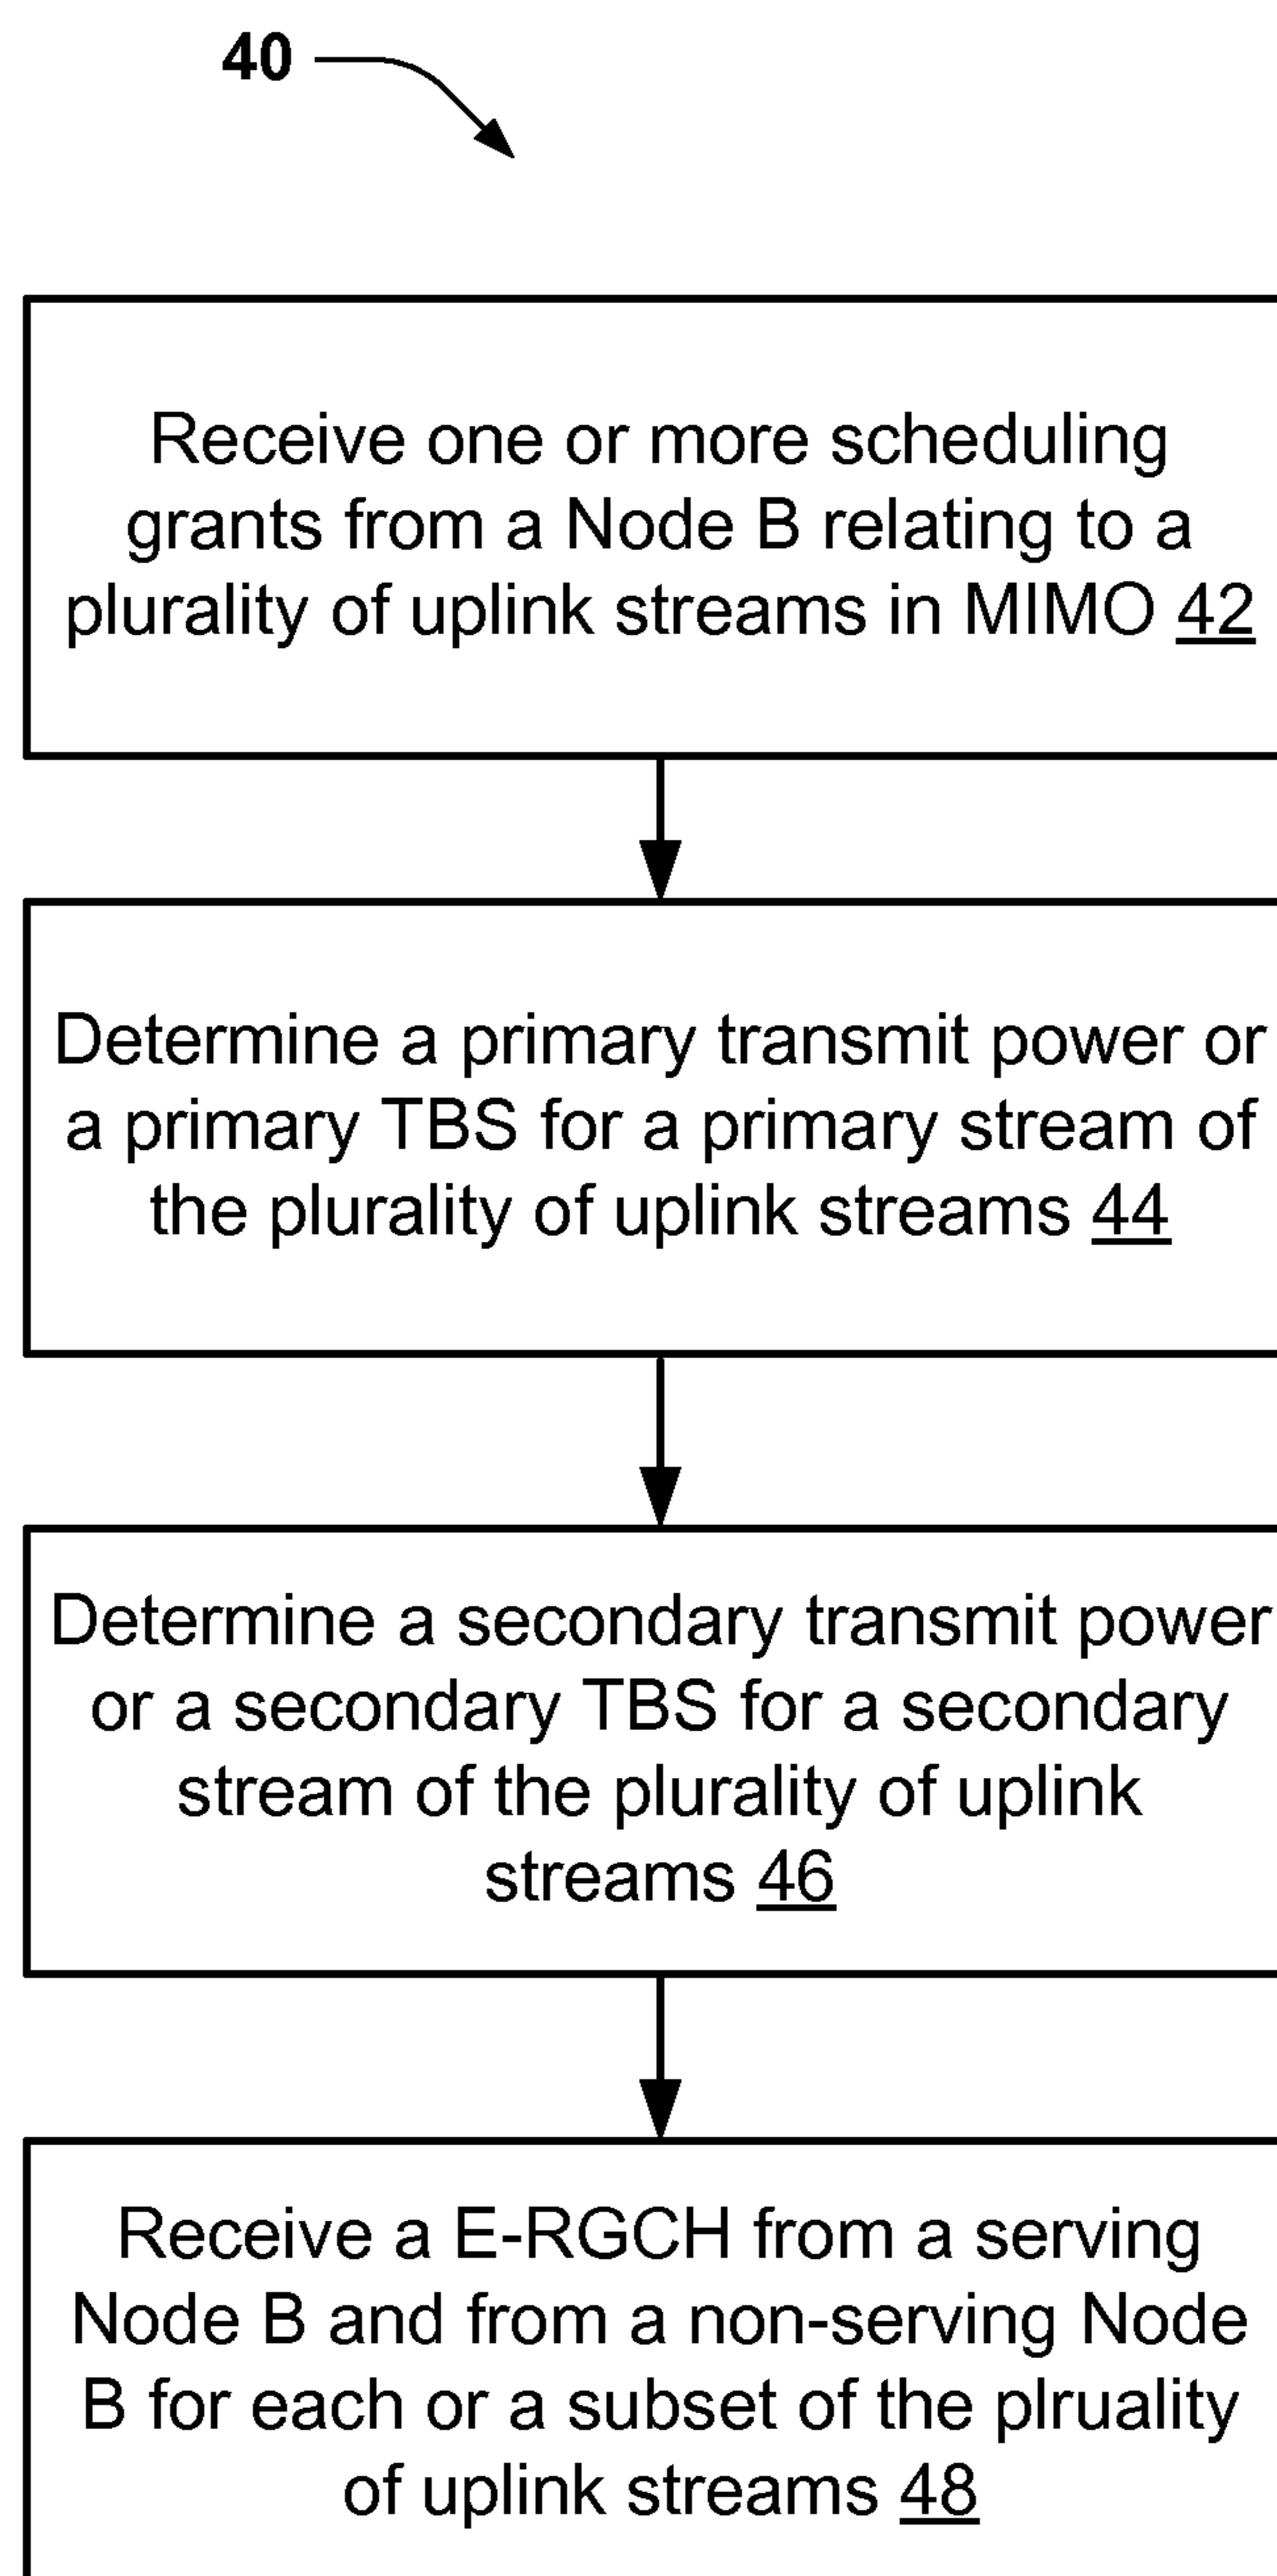 40
Receive one or more scheduling
grants from a Node B relating to a
plurality of uplink streams in MIMO 42
Determine a primary transmit power or
a primary TBS for a primary stream of
the plurality of uplink streams 44
Determine a secondary transmit power
or a secondary TBS for a secondary
stream of the plurality of uplink
streams 46
Receive a E-RGCH from a serving
Node B and from a non-serving Node
B for each or a subset of the plruality
of uplink streams 48